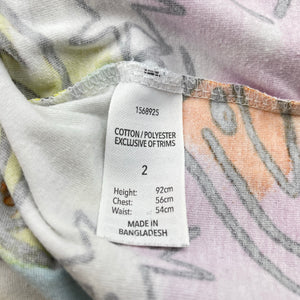 1568925
COTTON/POLYESTER
EXCLUSIVE OF TRIMS
2
Height: 92cm
Chest: 56cm
Waist: 54cm
MADE IN
BANGLADESH